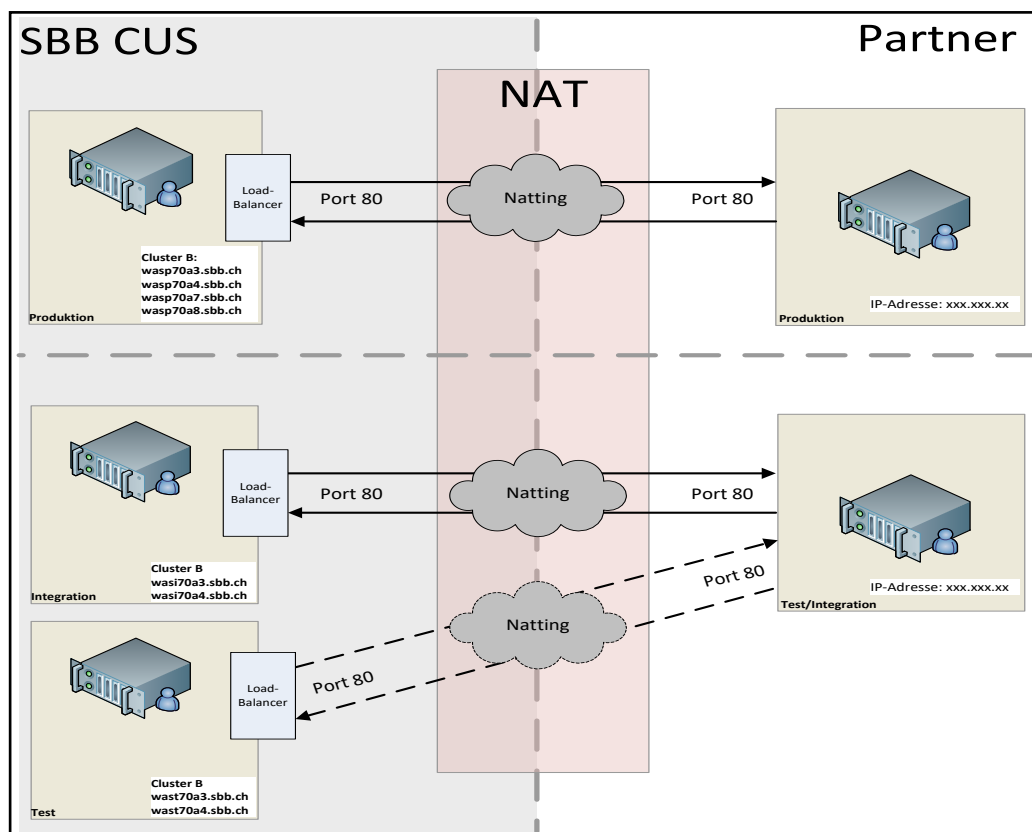 SBB CUS
Partner
NAT
Load-
Balancer
Port 80
Natting
Port 80
Cluster B:
wasp70a3.sbb.ch
wasp70a4.sbb.ch
wasp70a7.sbb.ch
wasp70a8.sbb.ch
Produktion
IP-Adresse: xxx.xxx.xx
Produktion
Load-
Balancer
Port 80
Natting
Port 80
Cluster B
wasi70a3.sbb.ch
wasi70a4.sbb.ch
Integration
IP-Adresse: xxx.xxx.xx
Test/Integration
Port 80
Natting
Load-
Balancer
Port 80
Cluster B
wast70a3.sbb.ch
wast70a4.sbb.ch
Test